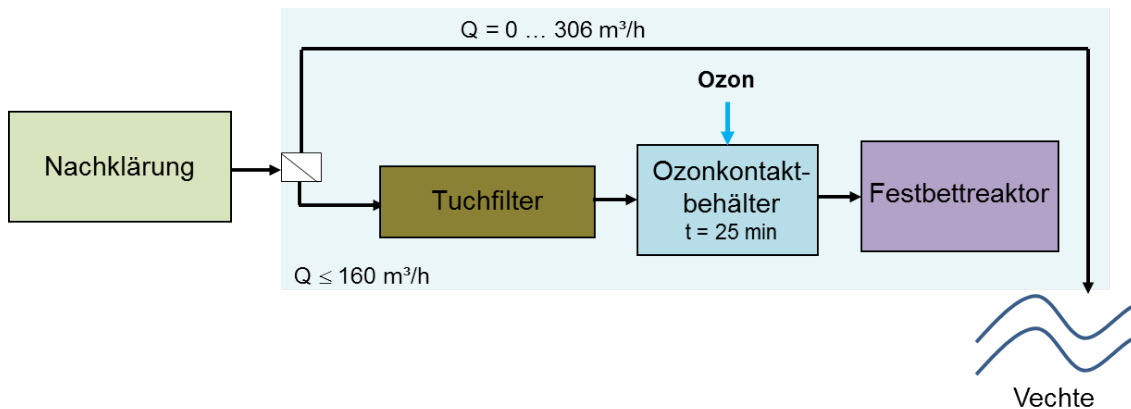 Q = 0 … 306 m³/h
Ozon
Nachklärung
Tuchfilter
Ozonkontakt-
behälter
t = 25 min
Festbettreaktor
Q ≤ 160 m³/h
Vechte